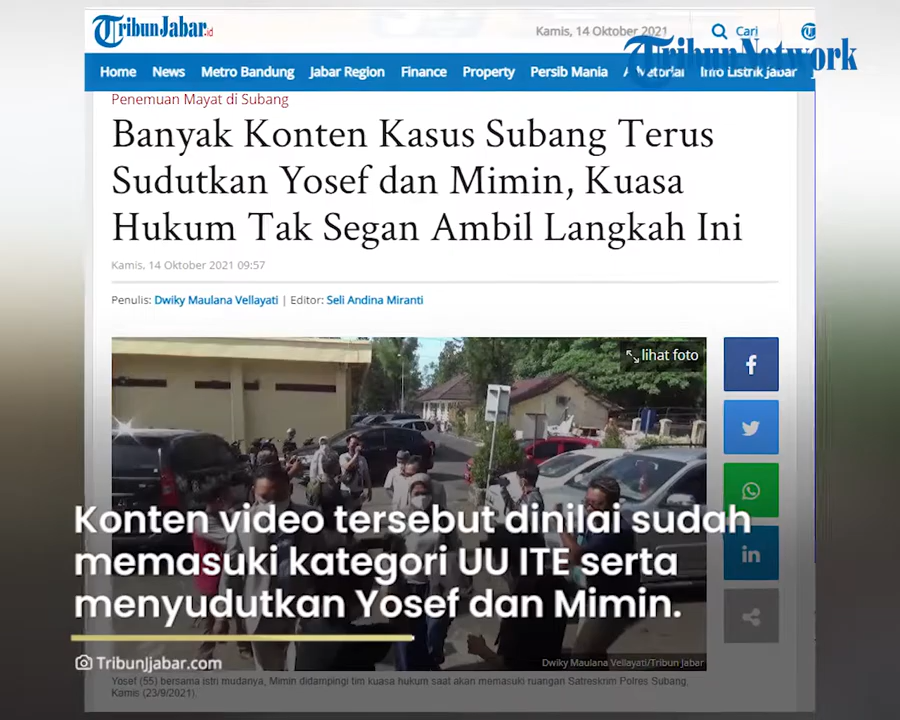 TribunJabar.id
Kamis, 14 Oktober 2021
Cari
TribunNetwork
Home News Metro Bandung Jabar Region Finance Property Persib Mania Advetorial Info Listrik Jabar
Penemuan Mayat di Subang
Banyak Konten Kasus Subang Terus
Sudutkan Yosef dan Mimin, Kuasa
Hukum Tak Segan Ambil Langkah Ini
Kamis, 14 Oktober 2021 09:57
Penulis: Dwiky Maulana Vellayati | Editor: Seli Andina Miranti
lihat foto
Konten video tersebut dinilai sudah
memasuki kategori UU ITE serta
menyudutkan Yosef dan Mimin.
TribunJjabar.com
Dwiky Maulana Vellayati/Tribun Jabar
Yosef (55) bersama istri mudanya, Mimin didampingi tim kuasa hukum saat akan memasuki ruangan Satreskrim Polres Subang,
Kamis (23/9/2021).